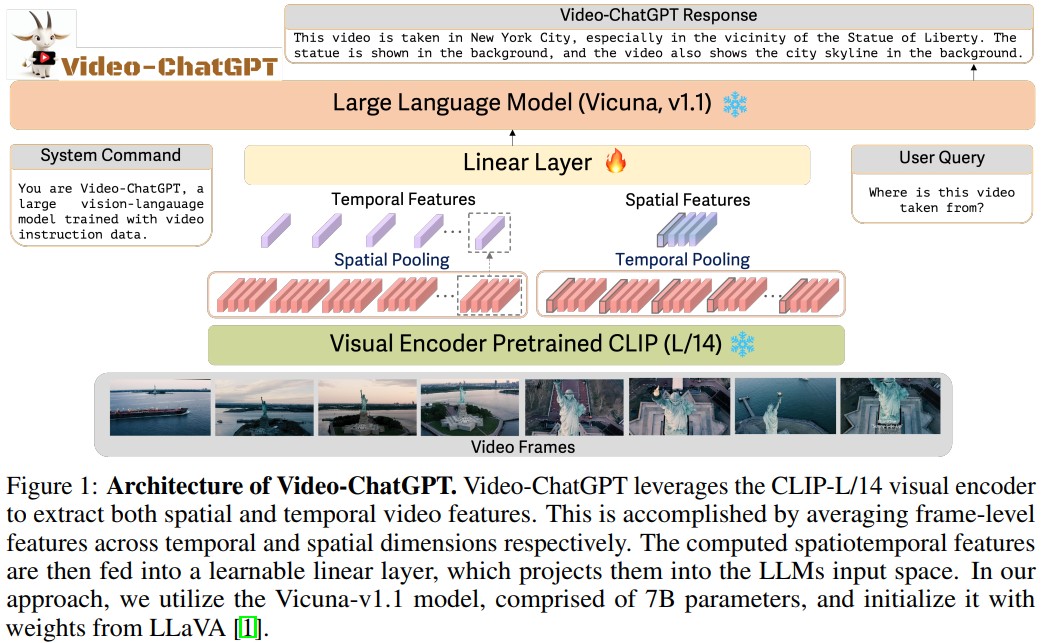 Video-ChatGPT Response
This video is taken in New York City, especially in the vicinity of the Statue of Liberty. The
statue is shown in the background, and the video also shows the city skyline in the background.
Video-ChatGPT
Large Language Model (Vicuna, v1.1)
System Command
You are Video-ChatGPT, a
large vision-langauage
model trained with video
instruction data.
Linear Layer
User Query
Where is this video
taken from?
Temporal Features
Spatial Features
Spatial Pooling
Temporal Pooling
Visual Encoder Pretrained CLIP (L/14)
Video Frames
Figure 1: Architecture of Video-ChatGPT. Video-ChatGPT leverages the CLIP-L/14 visual encoder
to extract both spatial and temporal video features. This is accomplished by averaging frame-level
features across temporal and spatial dimensions respectively. The computed spatiotemporal features
are then fed into a learnable linear layer, which projects them into the LLMs input space. In our
approach, we utilize the Vicuna-v1.1 model, comprised of 7B parameters, and initialize it with
weights from LLaVA [1].